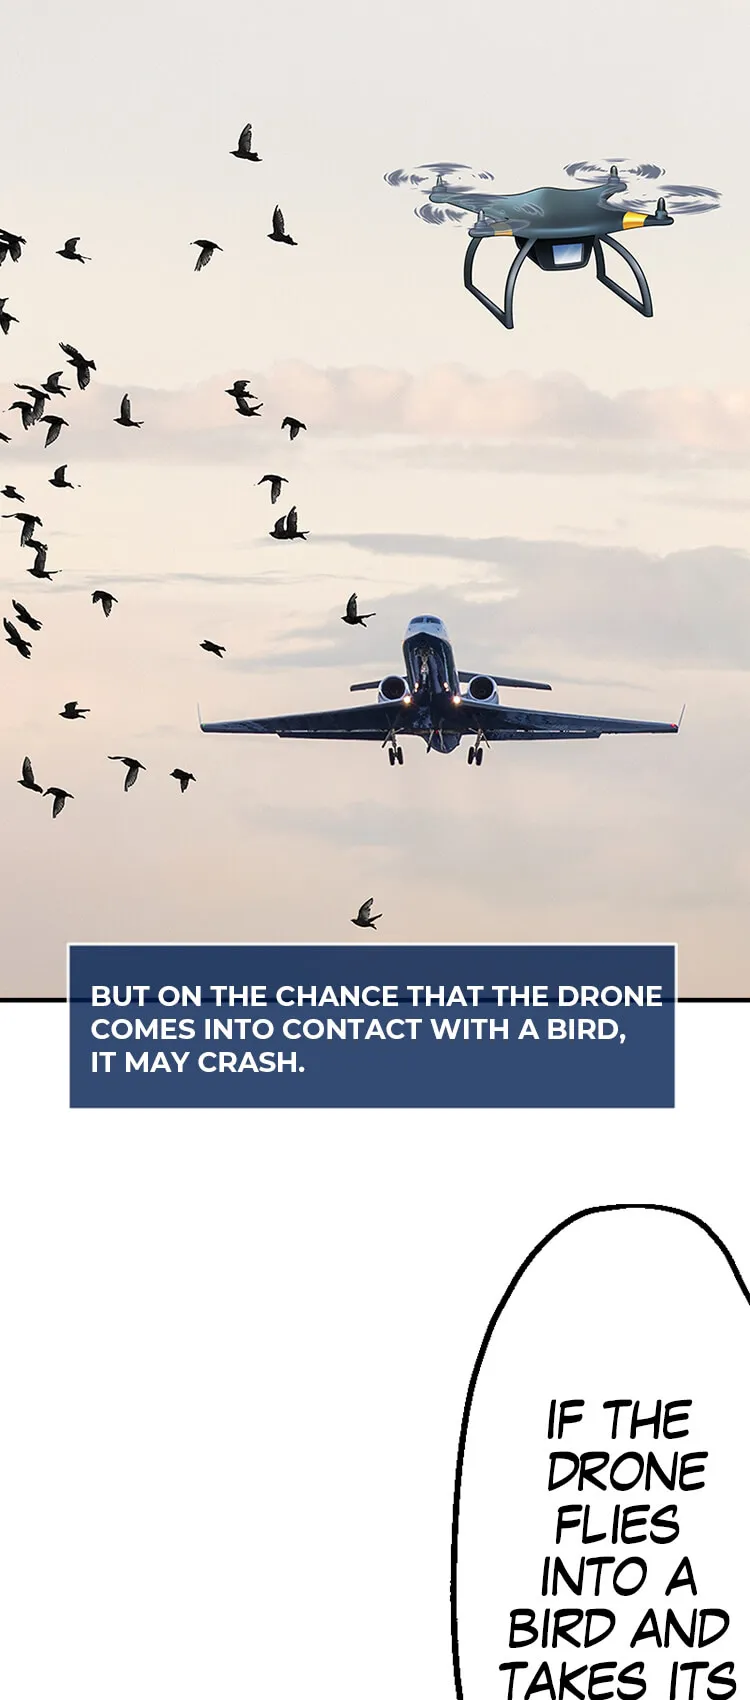 BUT ON THE CHANCE THAT THE DRONE
COMES INTO CONTACT WITH A BIRD,
IT MAY CRASH.
IF THE
DRONE
FLIES
INTO A
BIRD AND
TAKES ITS